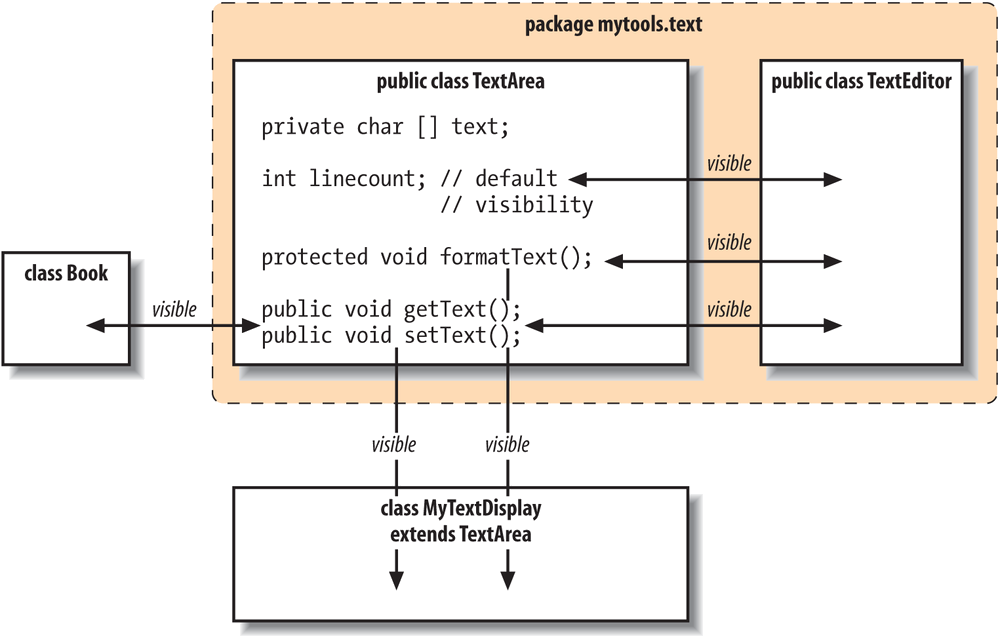 package mytools.text
public class TextArea
public class TextEditor
private char [] text;
visible
int linecount; // default
// visibility
visible
protected void formatText();
class Book
visible
public void getText();
visible
public void setText();
visible
visible
class MyTextDisplay
extends TextArea